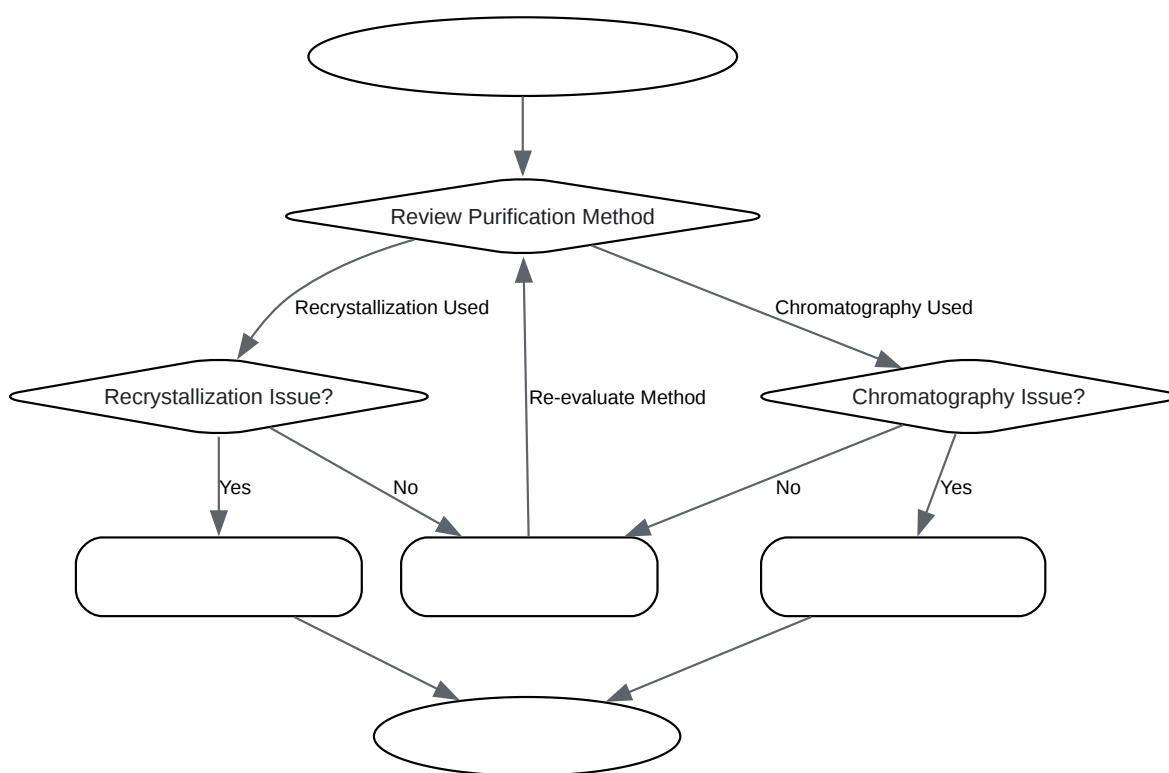 Review Purification Method
Recrystallization Used
Chromatography Used
Recrystallization Issue?
Re-evaluate Method
Chromatography Issue?
Yes
No
No
Yes